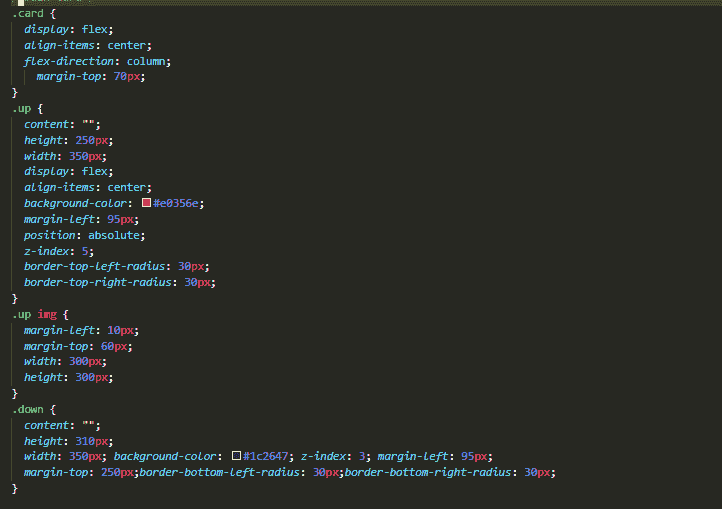 .card {
display: flex;
align-items: center;
flex-direction: column;
margin-top: 70px;
}
.up {
content: "";
height: 250px;
width: 350px;
display: flex;
align-items: center;
background-color: #e0356e;
margin-left: 95px;
position: absolute;
z-index: 5;
border-top-left-radius: 30px;
border-top-right-radius: 30px;
}
.up img {
margin-left: 10px;
margin-top: 60px;
width: 300px;
height: 300px;
}
.down {
content: "";
height: 310px;
width: 350px; background-color: #1c2647; z-index: 3; margin-left: 95px;
margin-top: 250px;border-bottom-left-radius: 30px;border-bottom-right-radius: 30px;
}